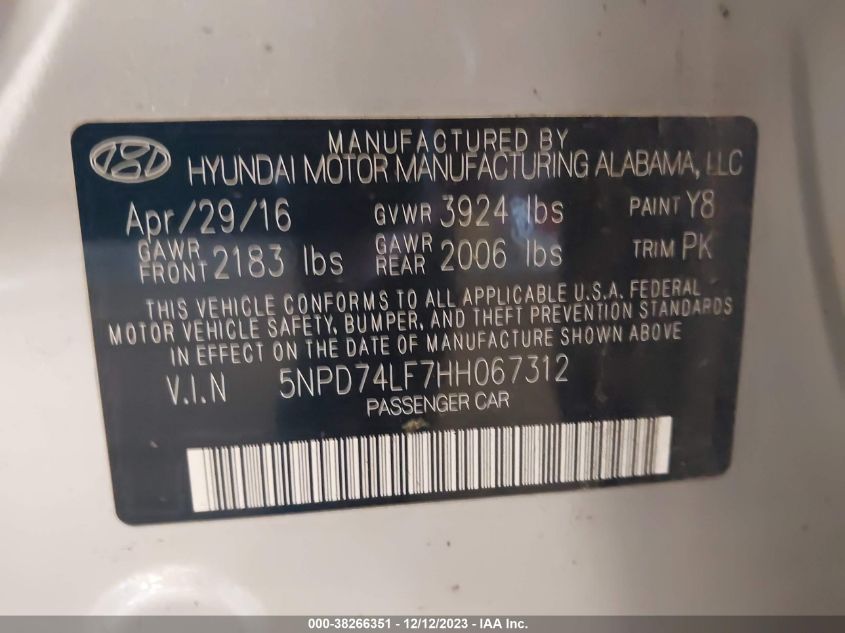 MANUFACTURED BY
HYUNDAI MOTOR MANUFACTURING ALABAMA, LLC
Apr/29/16 GVWR 3924 lbs PAINT Y8
GAWR FRONT 2183 lbs GAWR REAR 2006 lbs TRIM PK
THIS VEHICLE CONFORMS TO ALL APPLICABLE U.S.A. FEDERAL
MOTOR VEHICLE SAFETY, BUMPER, AND THEFT PREVENTION STANDARDS
IN EFFECT ON THE DATE OF MANUFACTURE SHOWN ABOVE
V.I.N 5NPD74LF7HH067312
PASSENGER CAR
000-38266351 - 12/12/2023 - IAA Inc.